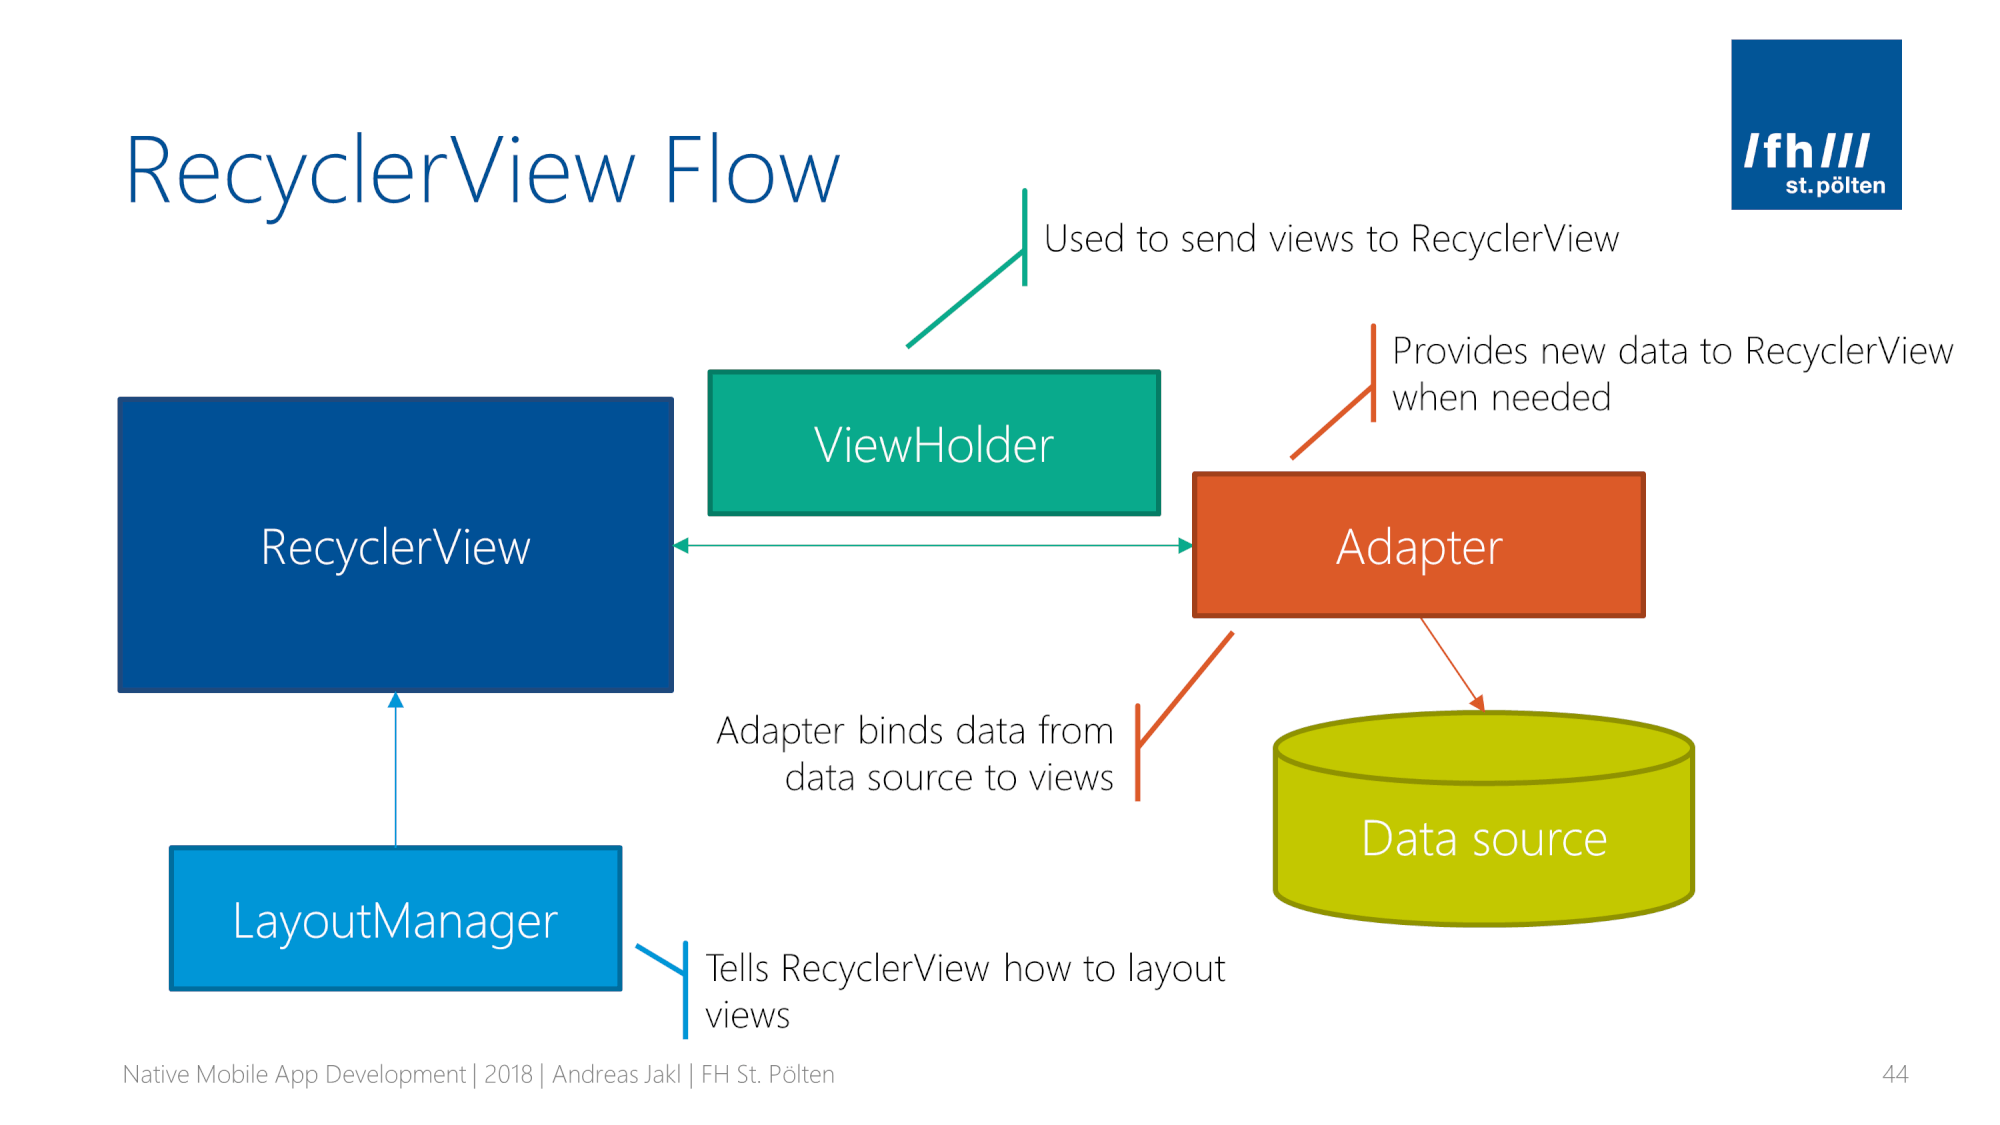 RecyclerView Flow
/fh///
st.pölten
Used to send views to RecyclerView
Provides new data to RecyclerView
when needed
ViewHolder
RecyclerView
Adapter
Adapter binds data from
data source to views
Data source
LayoutManager
Tells RecyclerView how to layout
views
Native Mobile App Development | 2018 | Andreas Jakl | FH St. Pölten
44